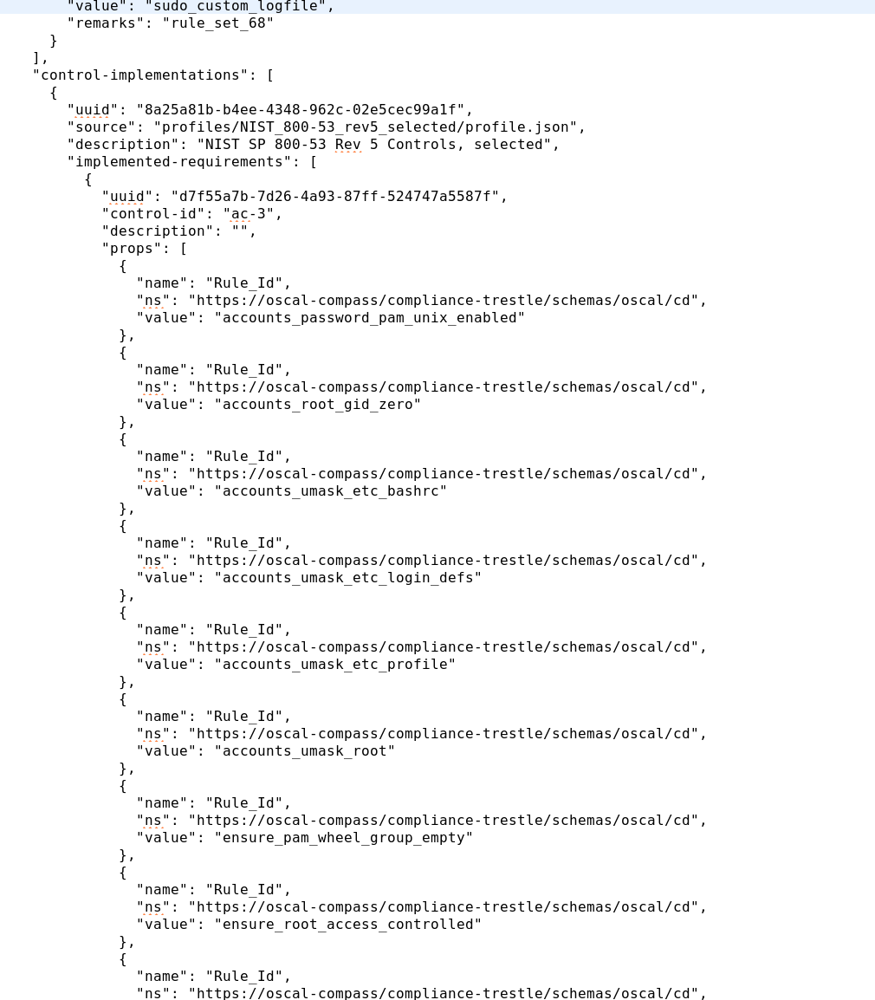 "value": "sudo_custom_logfile",
"remarks": "rule_set_68"
}
],
"control-implementations": [
{
"uuid": "8a25a81b-b4ee-4348-962c-02e5cec99a1f",
"source": "profiles/NIST_800-53_rev5_selected/profile.json",
"description": "NIST SP 800-53 Rev 5 Controls, selected",
"implemented-requirements": [
{
"uuid": "d7f55a7b-7d26-4a93-87ff-524747a5587f",
"control-id": "ac-3",
"description": "",
"props": [
{
"name": "Rule_Id",
"ns": "https://oscal-compass/compliance-trestle/schemas/oscal/cd",
"value": "accounts_password_pam_unix_enabled"
},
{
"name": "Rule_Id",
"ns": "https://oscal-compass/compliance-trestle/schemas/oscal/cd",
"value": "accounts_root_gid_zero"
},
{
"name": "Rule_Id",
"ns": "https://oscal-compass/compliance-trestle/schemas/oscal/cd",
"value": "accounts_umask_etc_bashrc"
},
{
"name": "Rule_Id",
"ns": "https://oscal-compass/compliance-trestle/schemas/oscal/cd",
"value": "accounts_umask_etc_login_defs"
},
{
"name": "Rule_Id",
"ns": "https://oscal-compass/compliance-trestle/schemas/oscal/cd",
"value": "accounts_umask_etc_profile"
},
{
"name": "Rule_Id",
"ns": "https://oscal-compass/compliance-trestle/schemas/oscal/cd",
"value": "accounts_umask_root"
},
{
"name": "Rule_Id",
"ns": "https://oscal-compass/compliance-trestle/schemas/oscal/cd",
"value": "ensure_pam_wheel_group_empty"
},
{
"name": "Rule_Id",
"ns": "https://oscal-compass/compliance-trestle/schemas/oscal/cd",
"value": "ensure_root_access_controlled"
},
{
"name": "Rule_Id",
"ns": "https://oscal-compass/compliance-trestle/schemas/oscal/cd",